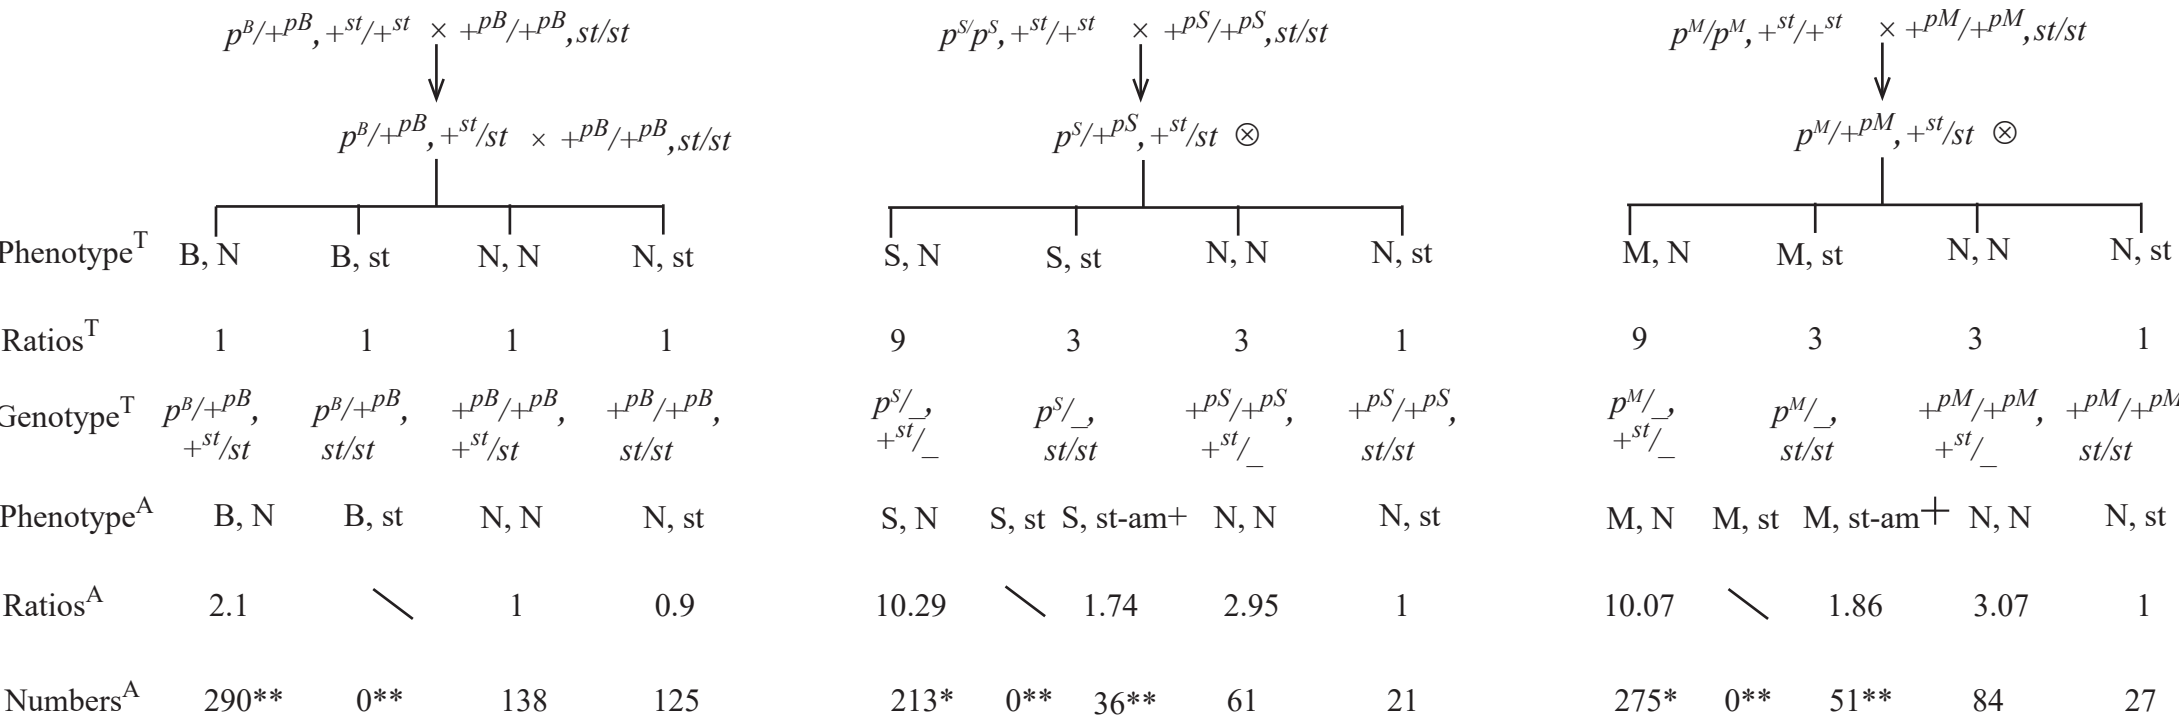 p^B/+^pB, +^st/+^st × +^pB/+^pB, st/st p^S/p^S, +^st/+^st × +^pS/+^pS, st/st p^M/p^M, +^st/+^st × +^pM/+^pM, st/st
p^B/+^pB, +^st/st × +^pB/+^pB, st/st p^S/+^pS, +^st/st ⊗ p^M/+^pM, +^st/st ⊗
Phenotype^T B, N B, st N, N N, st S, N S, st N, N N, st M, N M, st N, N N, st
Ratios^T 1 1 1 1 9 3 3 1 9 3 3 1
Genotype^T p^B/+^pB, p^B/+^pB, +^pB/+^pB, +^pB/+^pB, p^S/_, p^S/_, +^pS/+^pS, +^pS/+^pS, p^M/_, p^M/_, +^pM/+^pM, +^pM/+^pM
+^st/st st/st +^st/st st/st +^st/_ st/st +^st/_ st/st +^st/_ st/st +^st/_ st/st
Phenotype^A B, N B, st N, N N, st S, N S, st S, st-am+ N, N N, st M, N M, st M, st-am+ N, N N, st
Ratios^A 2.1 1 0.9 10.29 1.74 2.95 1 10.07 1.86 3.07 1
Numbers^A 290** 0** 138 125 213* 0** 36** 61 21 275* 0** 51** 84 27